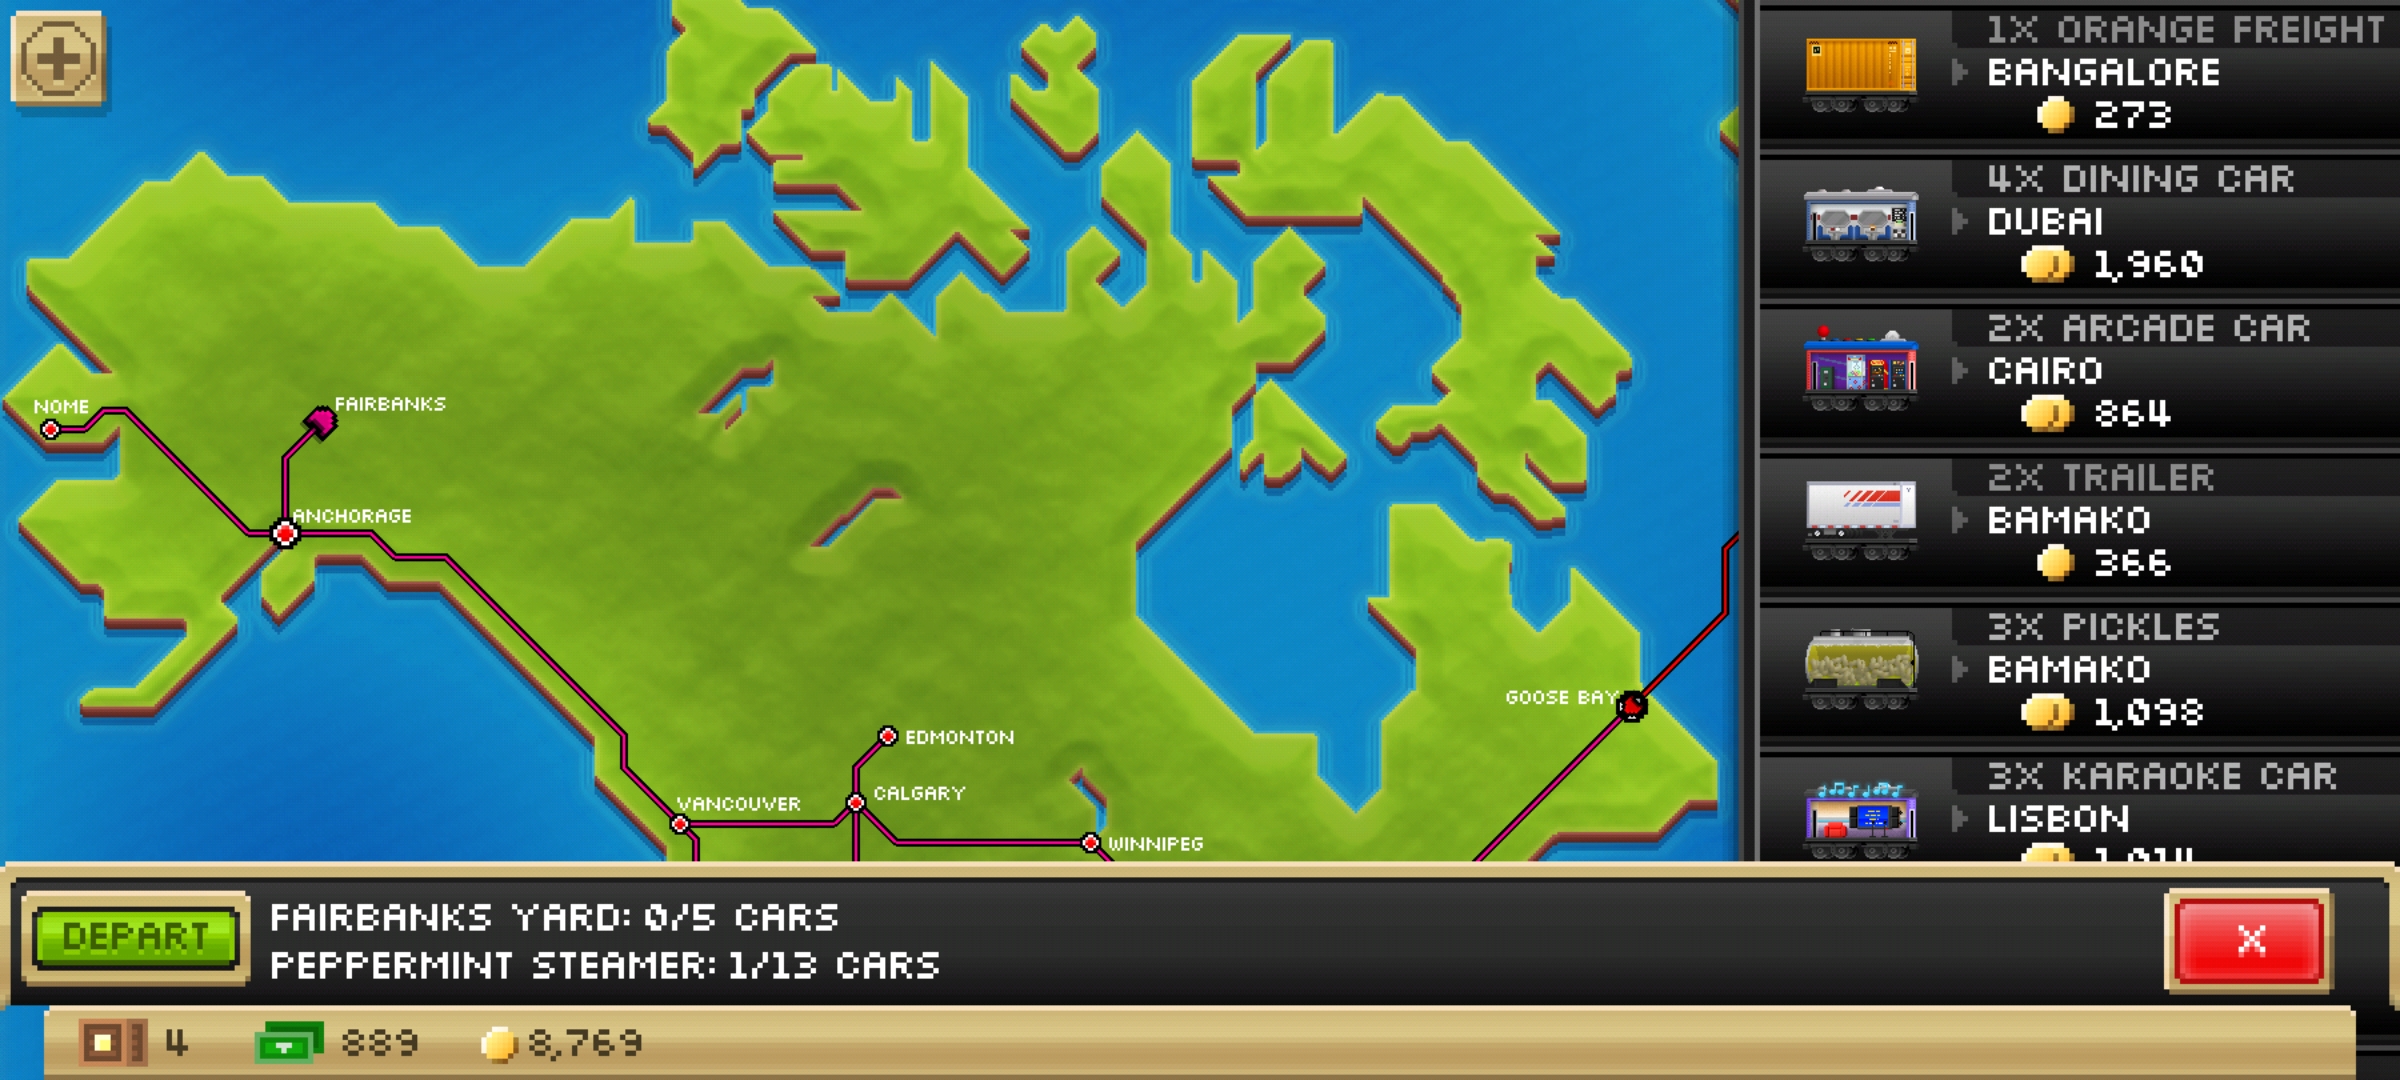 1X ORANGE FREIGHT
BANGALORE
273
4X DINING CAR
DUBAI
1,960
2X ARCADE CAR
CAIRO
864
2X TRAILER
BAMAKO
366
3X PICKLES
BAMAKO
1,098
3X KARAOKE CAR
LISBON
NOME
FAIRBANKS
ANCHORAGE
GOOSE BAY
EDMONTON
CALGARY
VANCOUVER
WINNIPEG
DEPART
FAIRBANKS YARD: 0/5 CARS
PEPPERMINT STEAMER: 1/13 CARS
X
4
889
8,769